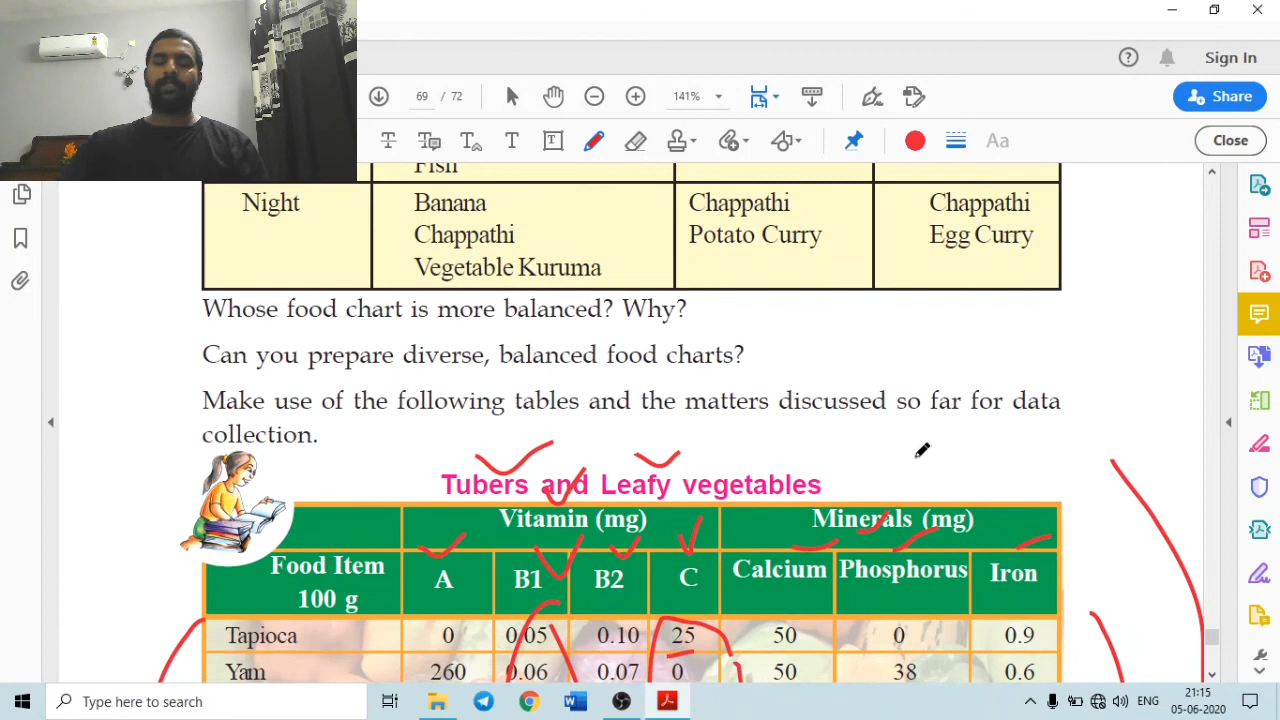 Sign In
69 / 72
141%
Share
Close
Fish
Night
Banana
Chappathi
Chappathi
Chappathi
Potato Curry
Egg Curry
Vegetable Kuruma
Whose food chart is more balanced? Why?
Can you prepare diverse, balanced food charts?
Make use of the following tables and the matters discussed so far for data
collection.
Tubers and Leafy vegetables
Vitamin (mg)
Minerals (mg)
Food Item
100 g
A
B1
B2
C
Calcium
Phosphorus
Iron
Tapioca
0
0.05
0.10
25
50
0
0.9
Yam
260
0.06
0.07
0
50
38
0.6
Type here to search
ENG
21:15
05-06-2020